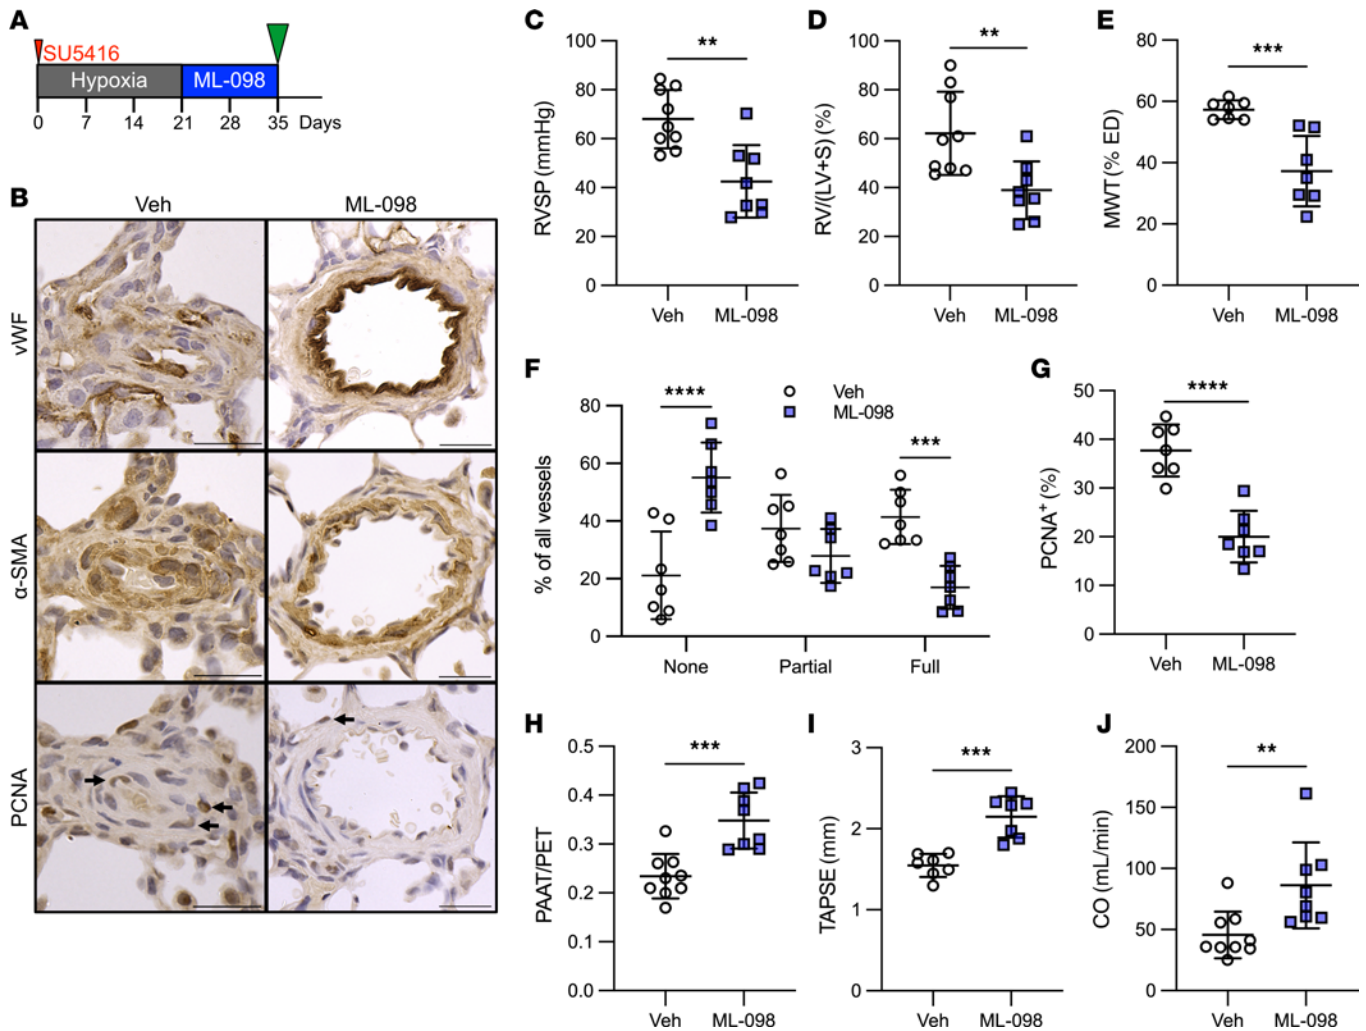 A
SU5416
Hypoxia
ML-098
0 7 14 21 28 35 Days
B
Veh
ML-098
vWF
α-SMA
PCNA
C
RVSP (mmHg)
100
80
60
40
20
0
**
Veh
ML-098
D
RV/(LV+S) (%)
100
80
60
40
20
0
**
Veh
ML-098
E
MWT (% ED)
80
60
40
20
0
***
Veh
ML-098
F
% of all vessels
80
60
40
20
0
****
***
Veh
ML-098
None
Partial
Full
G
PCNA⁺ (%)
50
40
30
20
10
0
****
Veh
ML-098
H
PAAT/PET
0.5
0.4
0.3
0.2
0.1
0.0
***
Veh
ML-098
I
TAPSE (mm)
3
2
1
0
***
Veh
ML-098
J
CO (mL/min)
200
150
100
50
0
**
Veh
ML-098